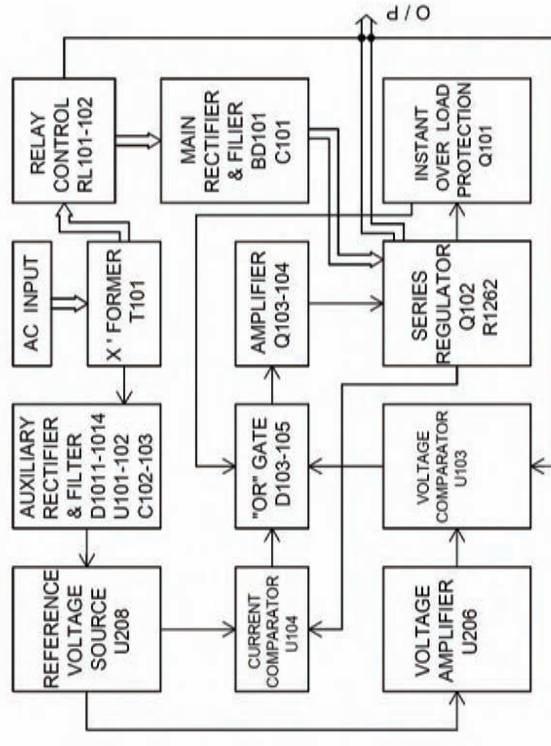 AC INPUT
X' FORMER
T101
RELAY
CONTROL
RL101-102
AUXILIARY
RECTIFIER
& FILTER
D1011-1014
U101-102
C102-103
REFERENCE
VOLTAGE
SOURCE
U208
MAIN
RECTIFIER
& FILIER
BD101
C101
CURRENT
COMPARATOR
U104
"OR" GATE
D103-105
AMPLIFIER
Q103-104
VOLTAGE
AMPLIFIER
U206
VOLTAGE
COMPARATOR
U103
SERIES
REGULATOR
Q102
R1262
INSTANT
OVER LOAD
PROTECTION
Q101
O / P